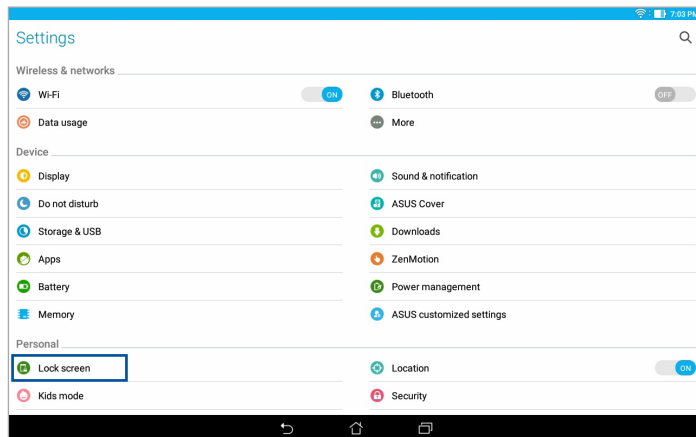 7:03 PM
Settings
Wireless & networks
Wi-Fi ON Bluetooth OFF
Data usage More
Device
Display Sound & notification
Do not disturb ASUS Cover
Storage & USB Downloads
Apps ZenMotion
Battery Power management
Memory ASUS customized settings
Personal
Lock screen Location ON
Kids mode Security